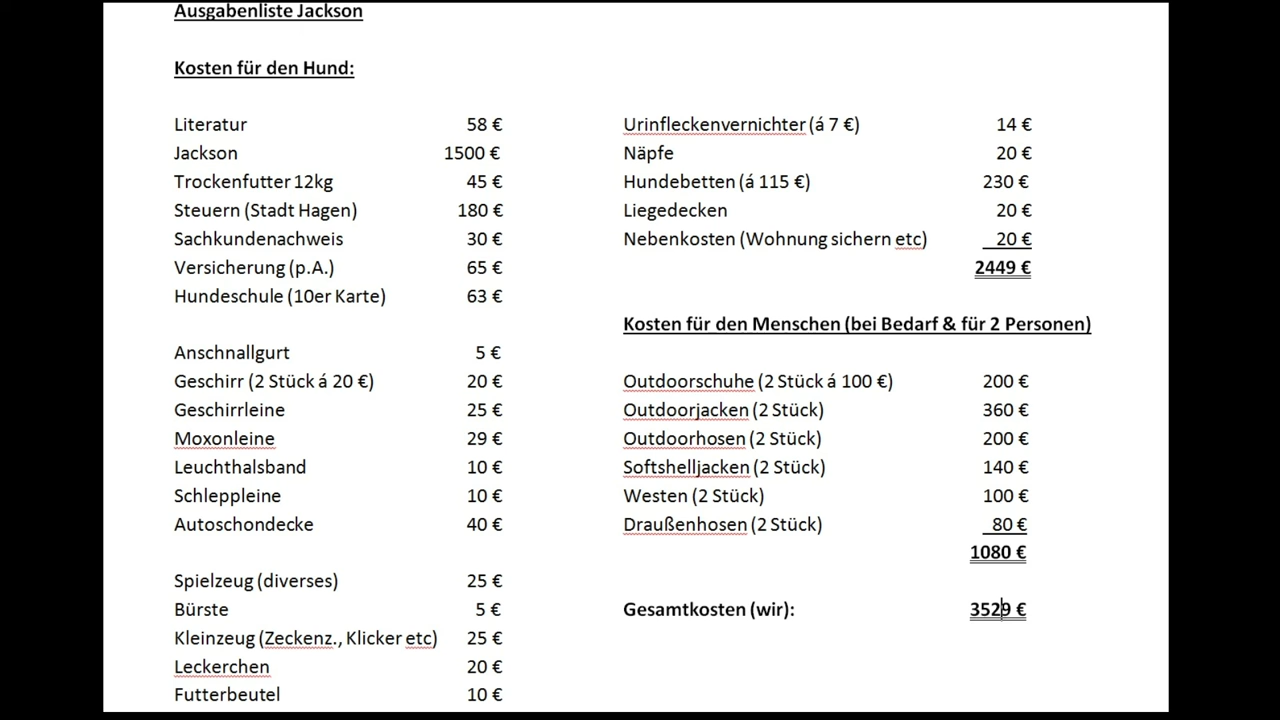 Ausgabenliste Jackson
Kosten für den Hund:
Literatur 58 €
Jackson 1500 €
Trockenfutter 12kg 45 €
Steuern (Stadt Hagen) 180 €
Sachkundenachweis 30 €
Versicherung (p.A.) 65 €
Hundeschule (10er Karte) 63 €
Anschnallgurt 5 €
Geschirr (2 Stück á 20 €) 20 €
Geschirrleine 25 €
Moxonleine 29 €
Leuchthalsband 10 €
Schleppleine 10 €
Autoschondecke 40 €
Spielzeug (diverses) 25 €
Bürste 5 €
Kleinzeug (Zeckenz., Klicker etc) 25 €
Leckerchen 20 €
Futterbeutel 10 €
Urinfleckenvernichter (á 7 €) 14 €
Näpfe 20 €
Hundebetten (á 115 €) 230 €
Liegedecken 20 €
Nebenkosten (Wohnung sichern etc) 20 €
2449 €
Kosten für den Menschen (bei Bedarf & für 2 Personen)
Outdoorschuhe (2 Stück á 100 €) 200 €
Outdoorjacken (2 Stück) 360 €
Outdoorhosen (2 Stück) 200 €
Softshelljacken (2 Stück) 140 €
Westen (2 Stück) 100 €
Draußenhosen (2 Stück) 80 €
1080 €
Gesamtkosten (wir): 3529 €